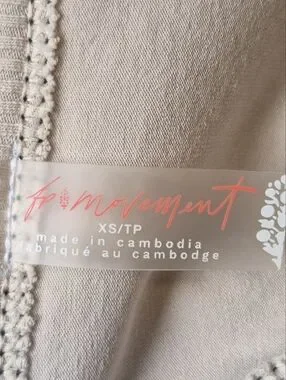 fp movement
XS/TP
made in cambodia
fabriqué au cambodge